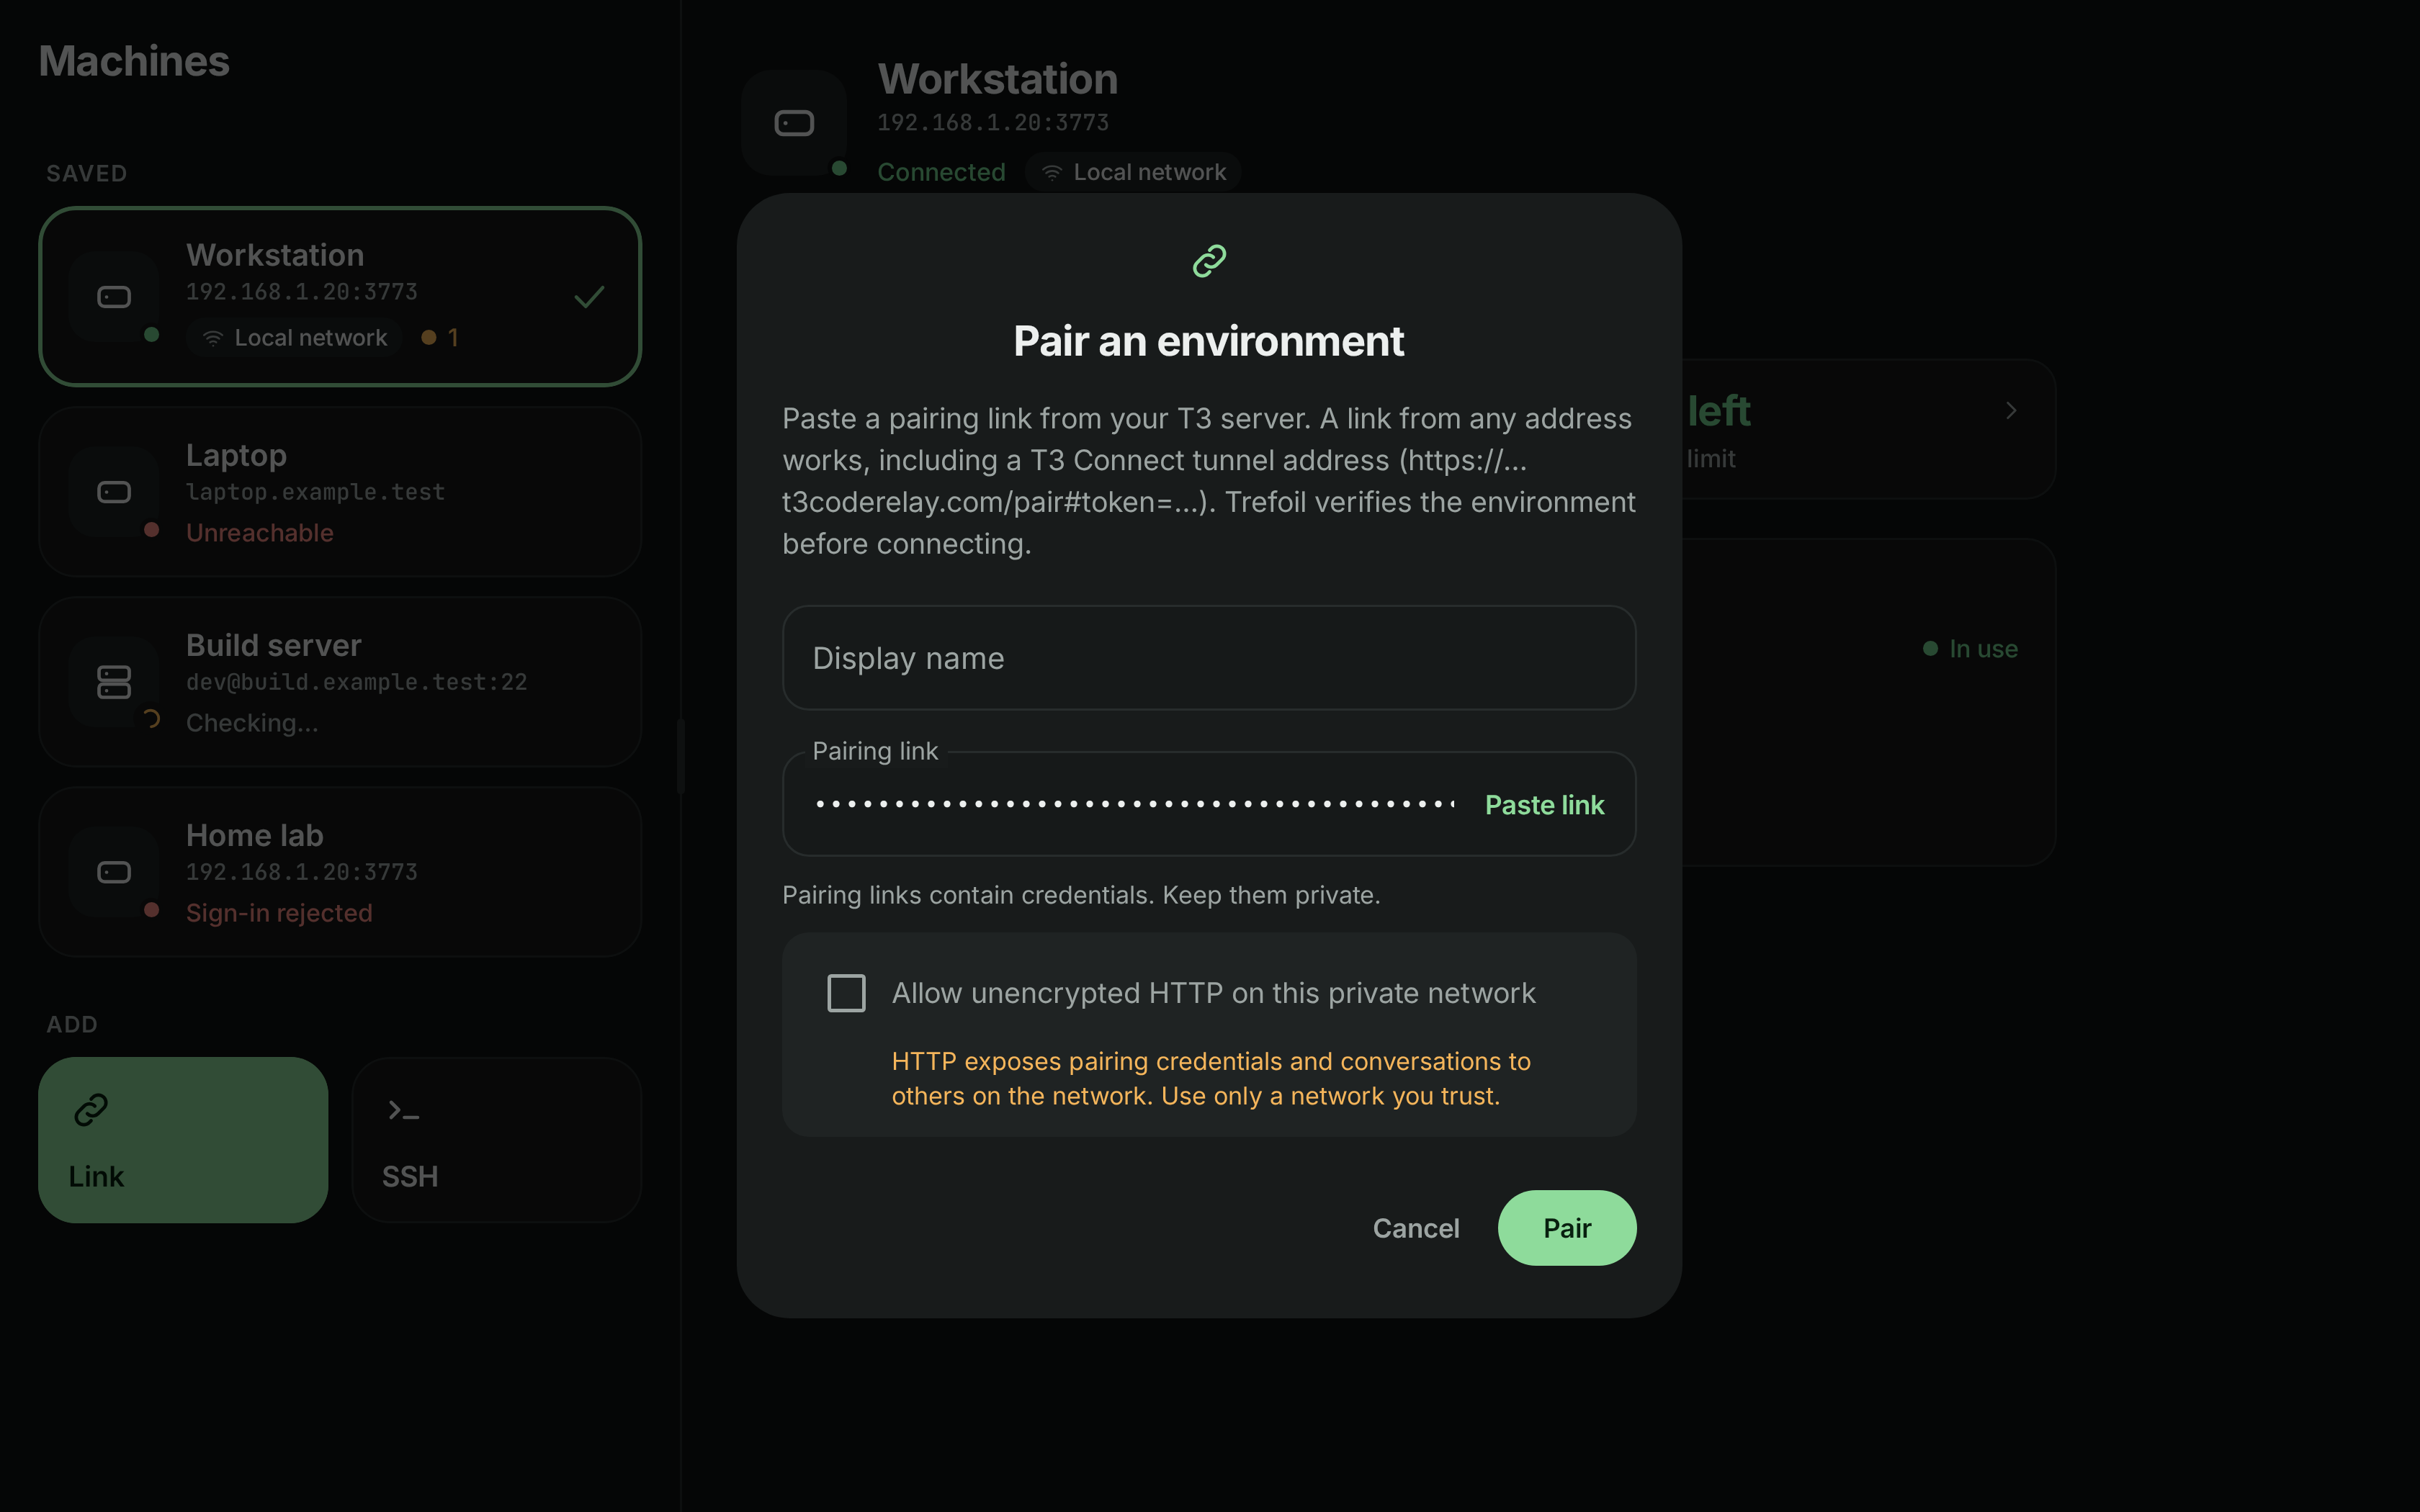 Machines
SAVED
Workstation
192.168.1.20:3773
Local network
1
Laptop
laptop.example.test
Unreachable
Build server
dev@build.example.test:22
Checking...
Home lab
192.168.1.20:3773
Sign-in rejected
ADD
Link
SSH
Workstation
192.168.1.20:3773
Connected
Local network
left
limit
In use
Pair an environment
Paste a pairing link from your T3 server. A link from any address
works, including a T3 Connect tunnel address (https://...
t3coderelay.com/pair#token=...). Trefoil verifies the environment
before connecting.
Display name
Pairing link
Paste link
Pairing links contain credentials. Keep them private.
Allow unencrypted HTTP on this private network
HTTP exposes pairing credentials and conversations to
others on the network. Use only a network you trust.
Cancel
Pair